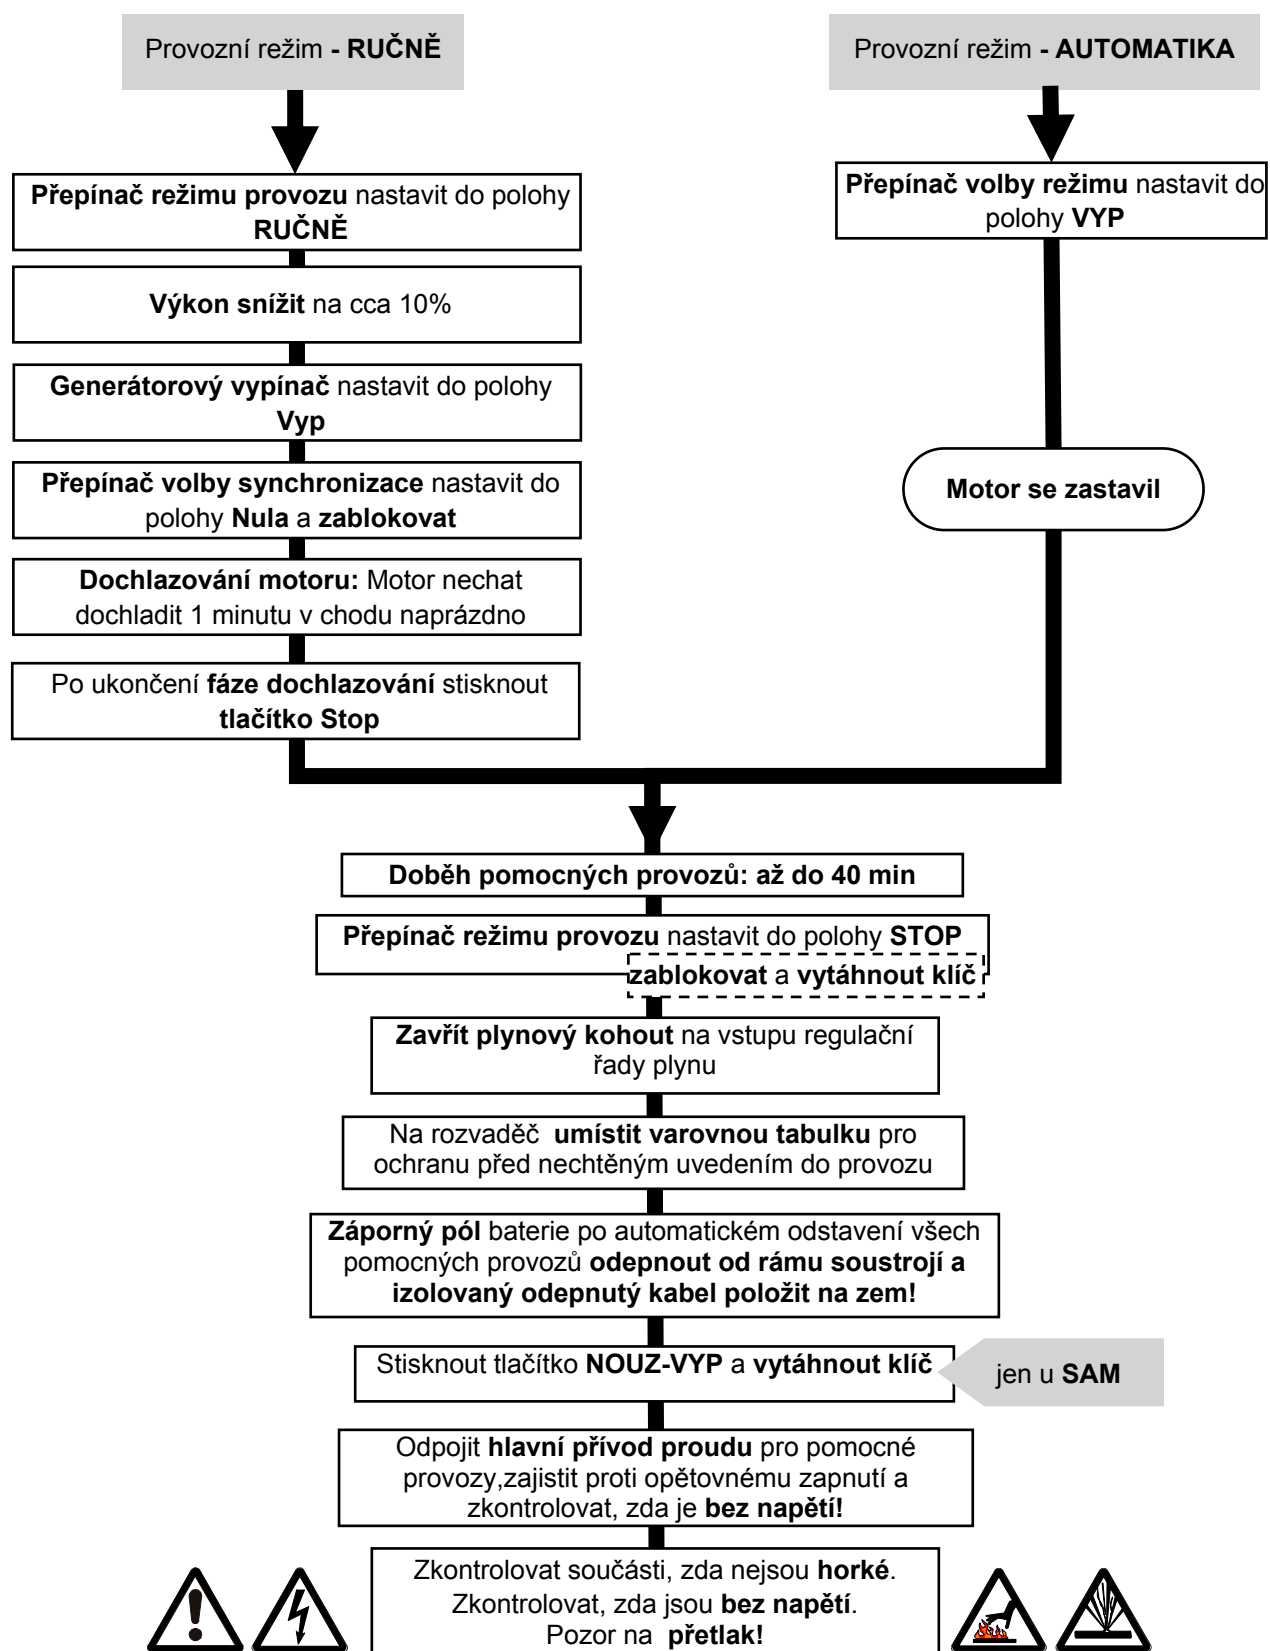 Provozní režim - RUČNĚ
Přepínač režimu provozu nastavit do polohy
RUČNĚ
Výkon snížit na cca 10%
Generátorový vypínač nastavit do polohy
Vyp
Přepínač volby synchronizace nastavit do
polohy Nula a zablokovat
Dochlazování motoru: Motor nechat
dochladit 1 minutu v chodu naprázdno
Po ukončení fáze dochlazování stisknout
tlačítko Stop
Provozní režim - AUTOMATIKA
Přepínač volby režimu nastavit do
polohy VYP
Motor se zastavil
Doběh pomocných provozů: až do 40 min
Přepínač režimu provozu nastavit do polohy STOP
zablokovat a vytáhnout klíč
Zavřít plynový kohout na vstupu regulační
řady plynu
Na rozvaděč umístit varovnou tabulku pro
ochranu před nechtěným uvedením do provozu
Záporný pól baterie po automatickém odstavení všech
pomocných provozů odepnout od rámu soustrojí a
izolovaný odepnutý kabel položit na zem!
Stisknout tlačítko NOUZ-VYP a vytáhnout klíč
jen u SAM
Odpojit hlavní přívod proudu pro pomocné
provozy,zajistit proti opětovnému zapnutí a
zkontrolovat, zda je bez napětí!
Zkontrolovat součásti, zda nejsou horké.
Zkontrolovat, zda jsou bez napětí.
Pozor na přetlak!